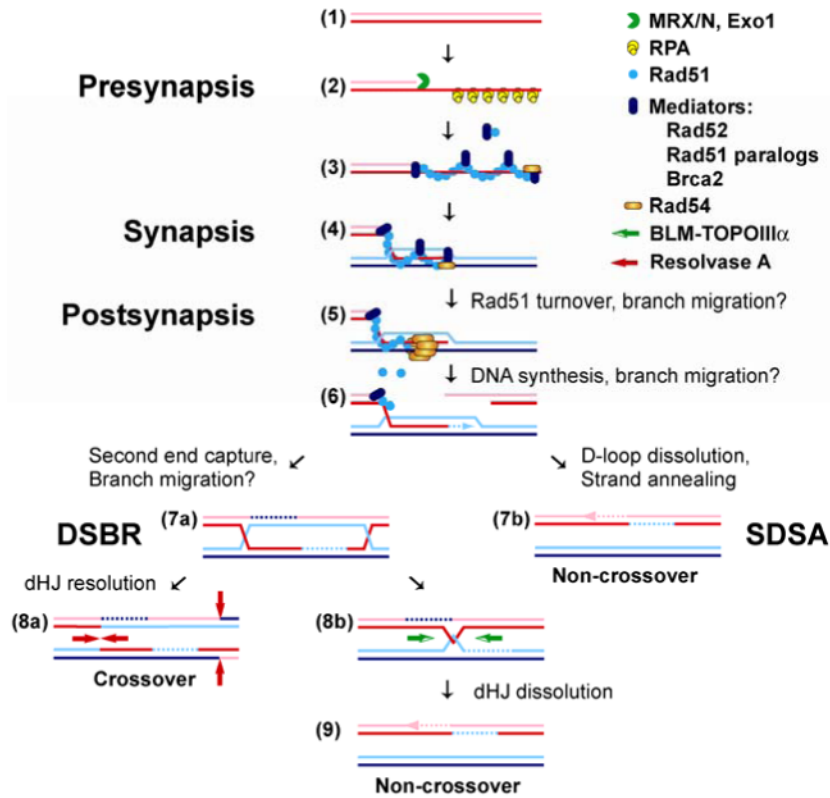 (1)
MRX/N, Exo1
RPA
Presynapsis
(2)
Rad51
Mediators:
Rad52
Rad51 paralogs
Brca2
(3)
Rad54
Synapsis
(4)
BLM-TOPOIIIα
Resolvase A
Rad51 turnover, branch migration?
Postsynapsis
(5)
DNA synthesis, branch migration?
(6)
Second end capture,
Branch migration?
D-loop dissolution,
Strand annealing
(7a)
(7b)
DSBR
SDSA
Non-crossover
dHJ resolution
(8a)
(8b)
Crossover
dHJ dissolution
(9)
Non-crossover